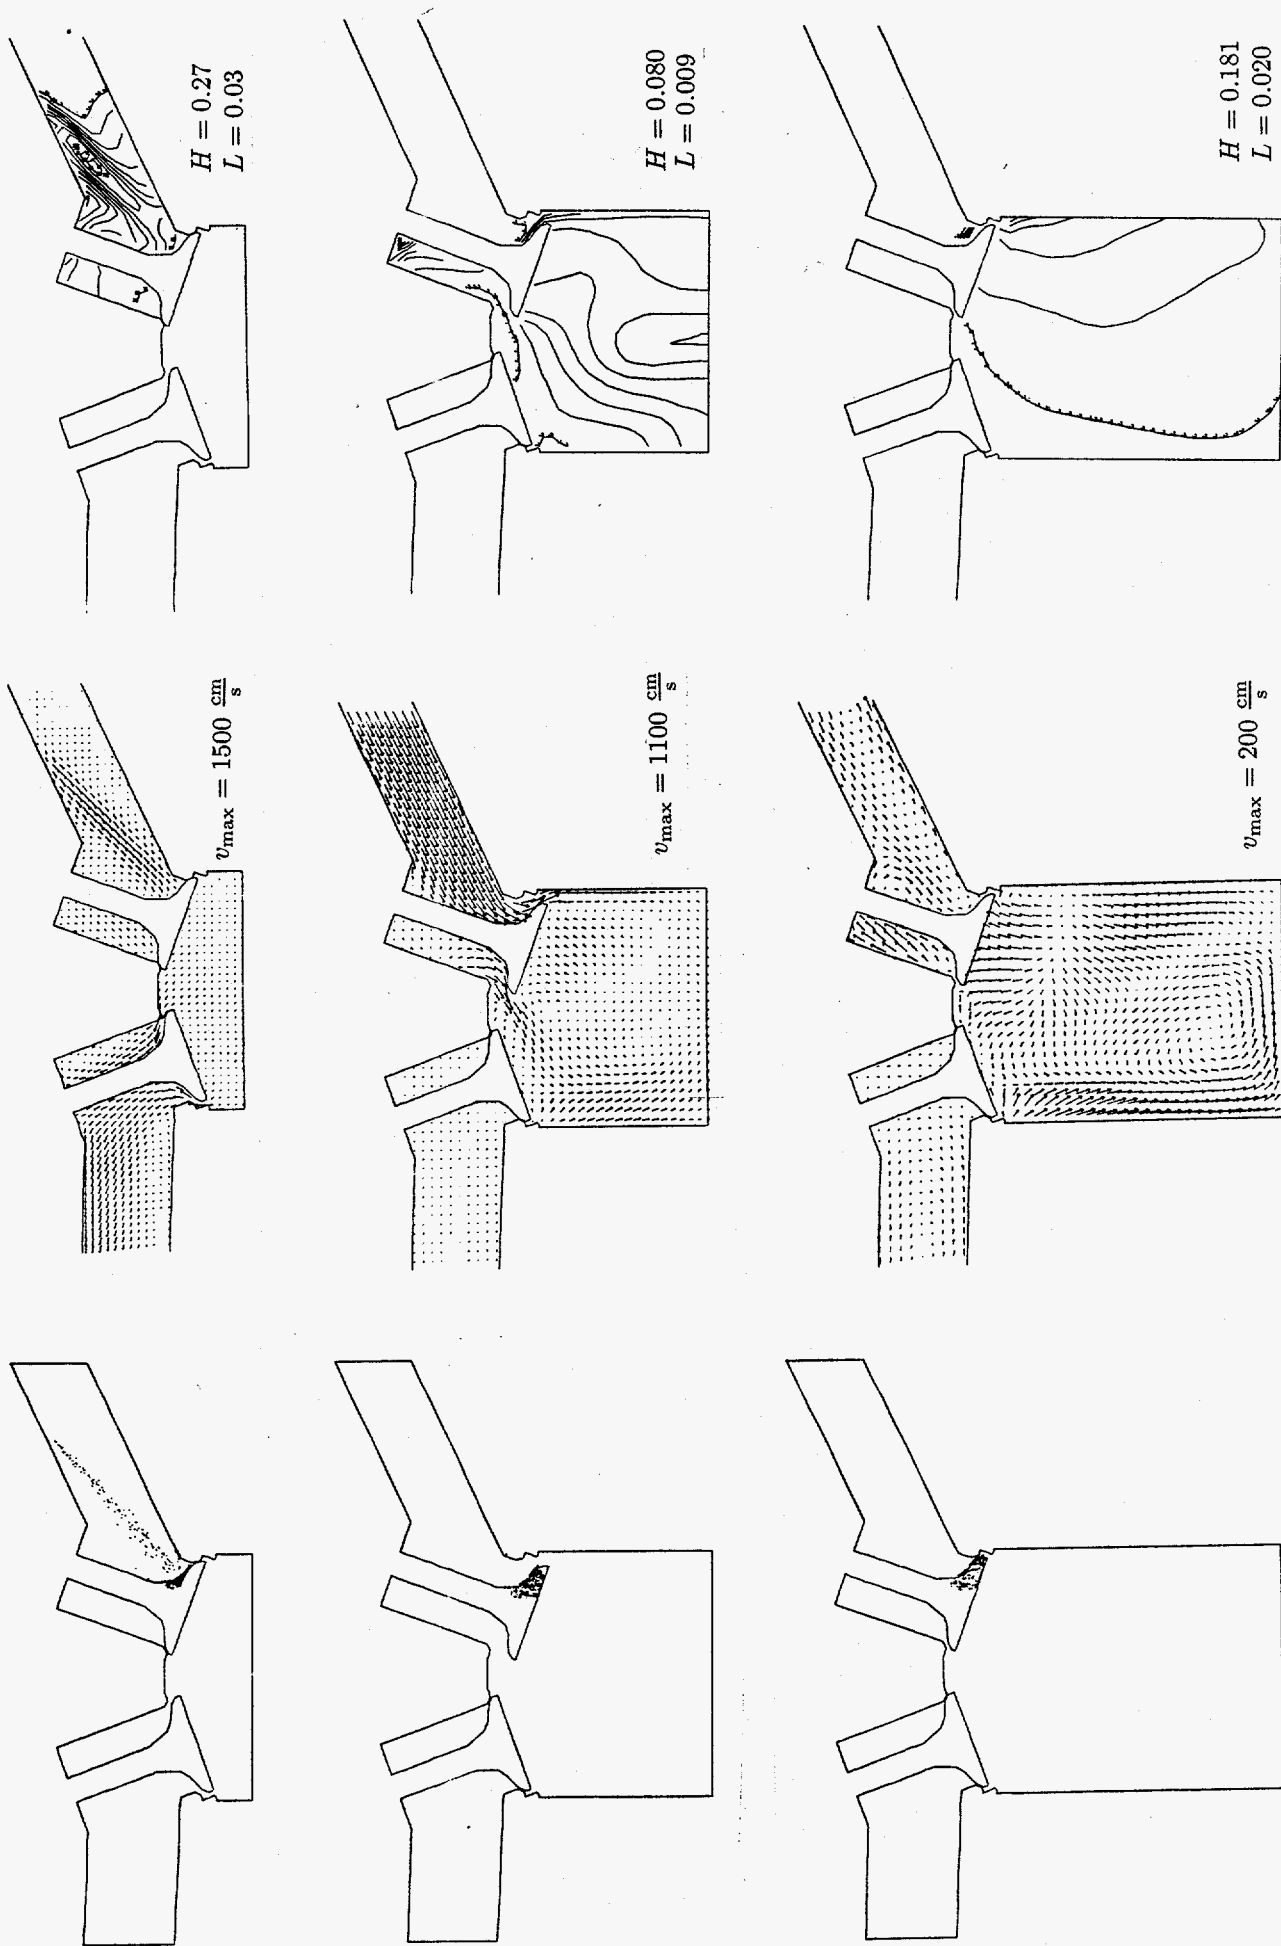 H = 0.27
L = 0.03
H = 0.080
L = 0.009
H = 0.181
L = 0.020
v_max = 1500 cm/s
v_max = 1100 cm/s
v_max = 200 cm/s